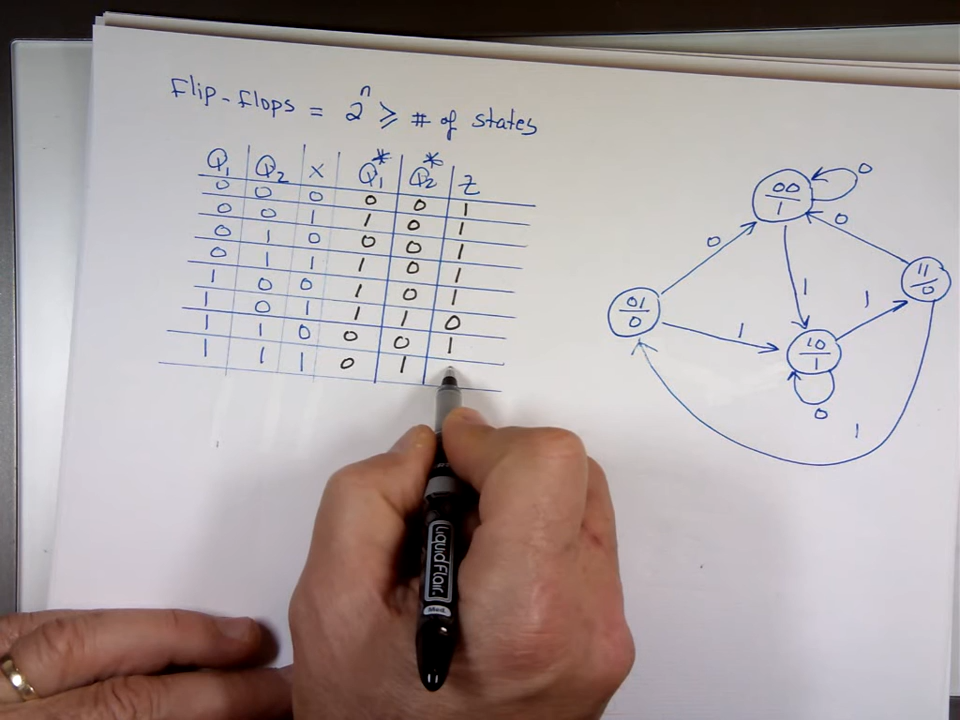 Flip-Flops = 2^n ≥ # of states
Q1 Q2 x Q1* Q2* Z
0 0 0 0 0 1
0 0 1 1 0 1
0 1 0 0 0 1
0 1 1 1 0 1
1 0 0 1 0 1
1 0 1 1 1 0
1 1 0 0 0 1
1 1 1 0 1
00
1
0
0
0
11
0
1
1
01
0
1
10
1
0
1
Liquid Flair.